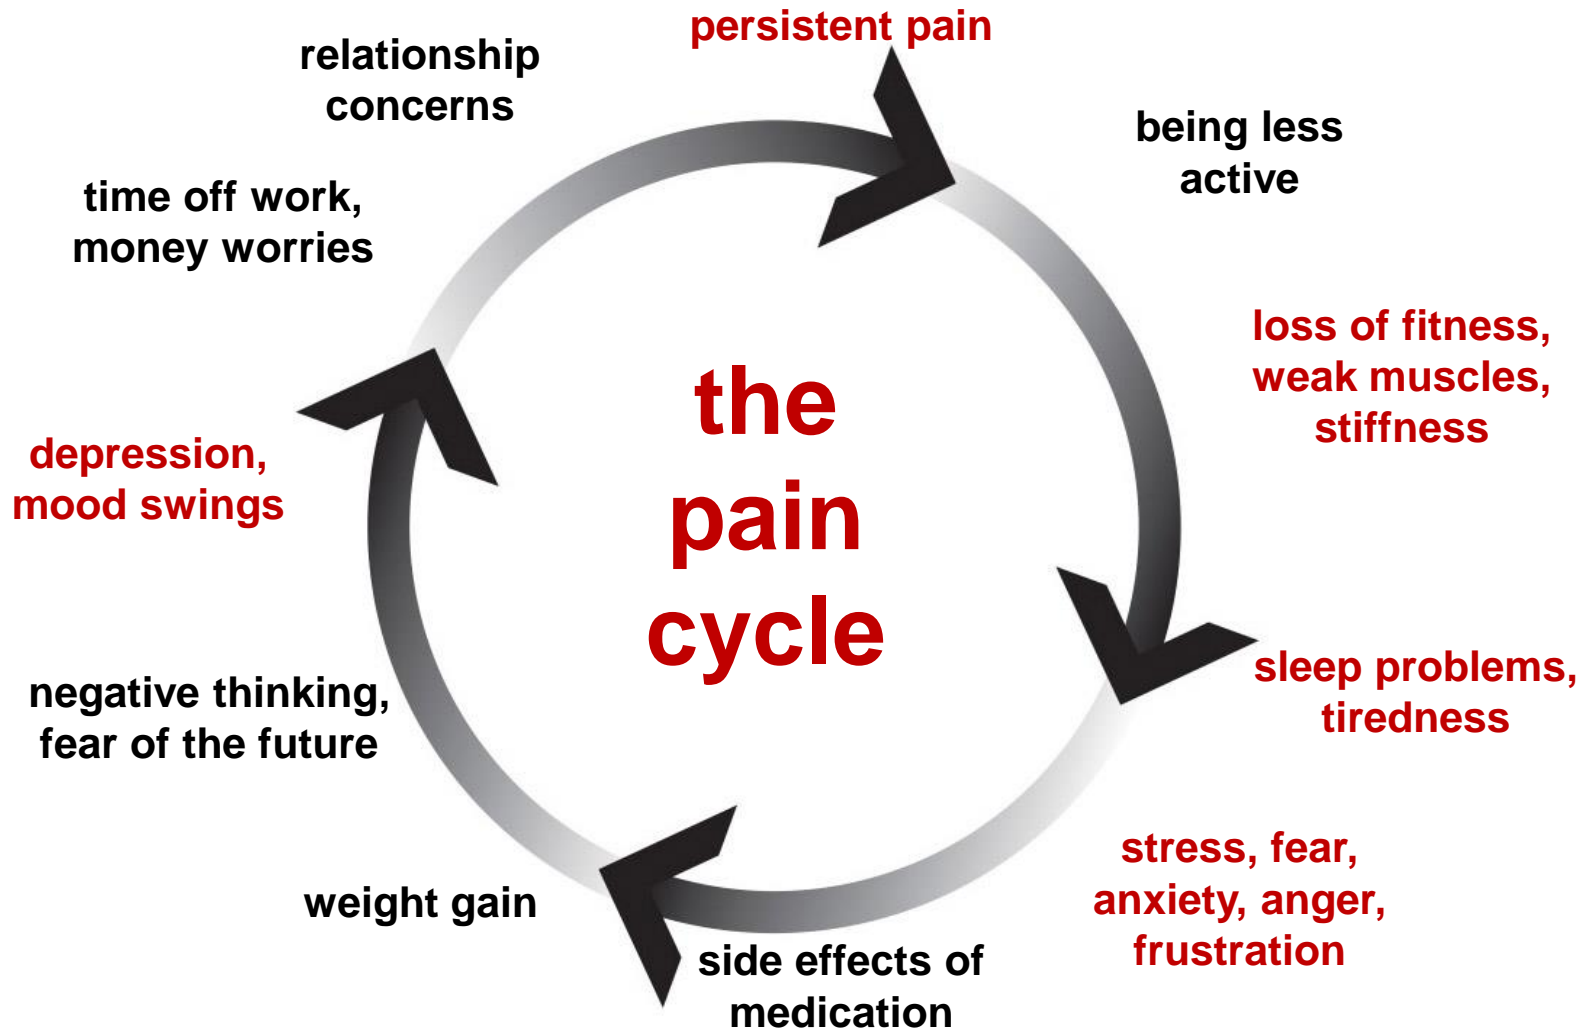 persistent pain
being less
active
loss of fitness,
weak muscles,
stiffness
sleep problems,
tiredness
stress, fear,
anxiety, anger,
frustration
side effects of
medication
weight gain
negative thinking,
fear of the future
depression,
mood swings
time off work,
money worries
relationship
concerns
the
pain
cycle